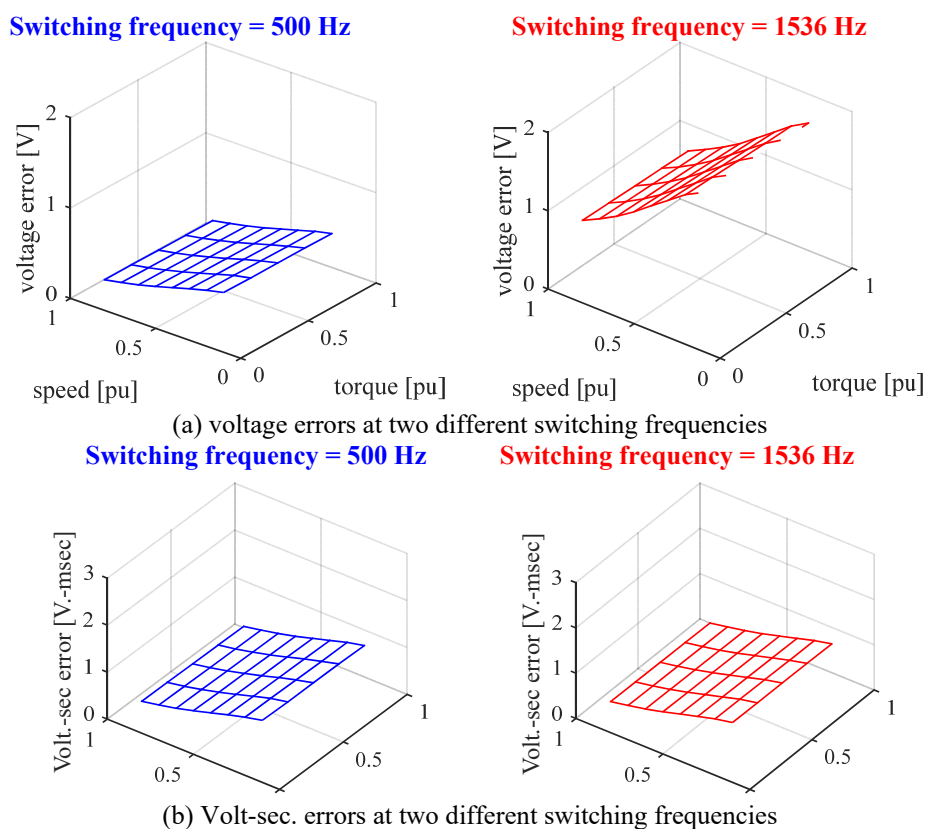 Switching frequency = 500 Hz
Switching frequency = 1536 Hz
voltage error [V]
2
1
0
1
0.5
0
speed [pu]
0
0.5
1
torque [pu]
voltage error [V]
2
1
0
1
0.5
0
speed [pu]
0
0.5
1
torque [pu]
(a) voltage errors at two different switching frequencies
Switching frequency = 500 Hz
Switching frequency = 1536 Hz
Volt.-sec error [V.-msec]
3
2
1
0
1
0.5
0.5
1
Volt.-sec error [V.-msec]
3
2
1
0
1
0.5
0.5
1
(b) Volt-sec. errors at two different switching frequencies